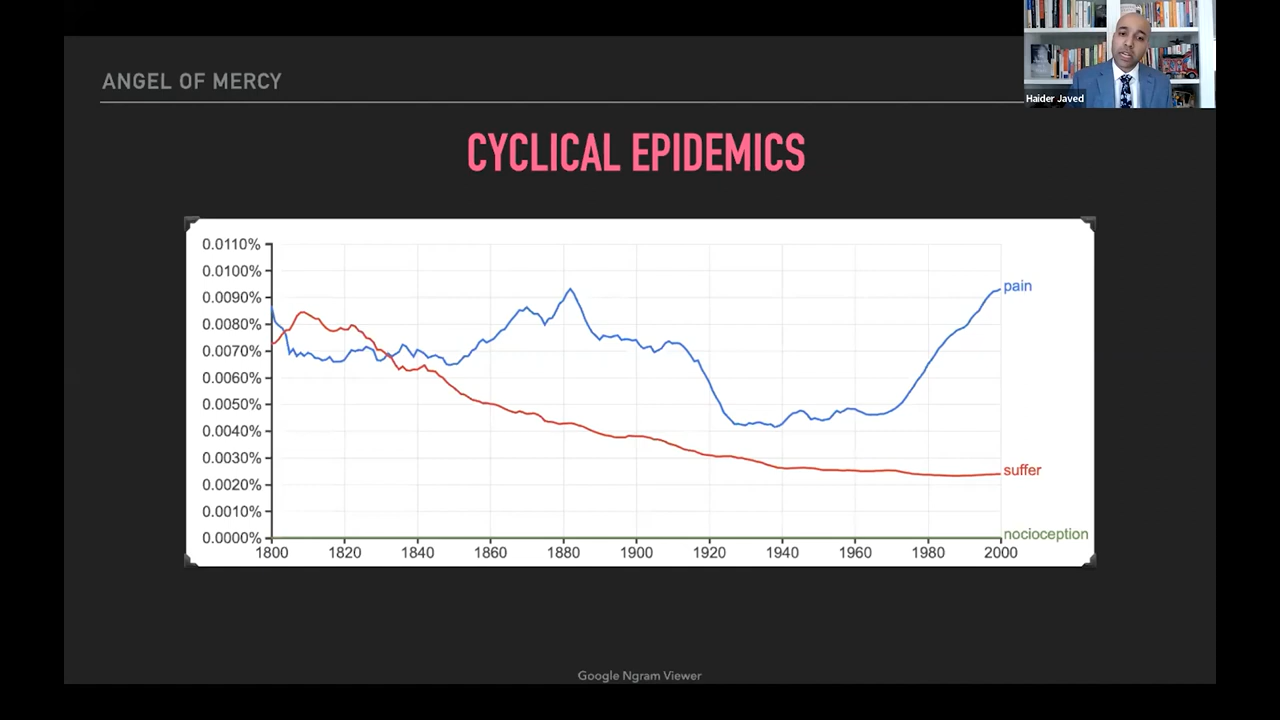 ANGEL OF MERCY
Haider Javed
CYCLICAL EPIDEMICS
0.0110%
0.0100%
0.0090%
0.0080%
0.0070%
0.0060%
0.0050%
0.0040%
0.0030%
0.0020%
0.0010%
0.0000%
pain
suffer
nocioception
1800 1820 1840 1860 1880 1900 1920 1940 1960 1980 2000
Google Ngram Viewer